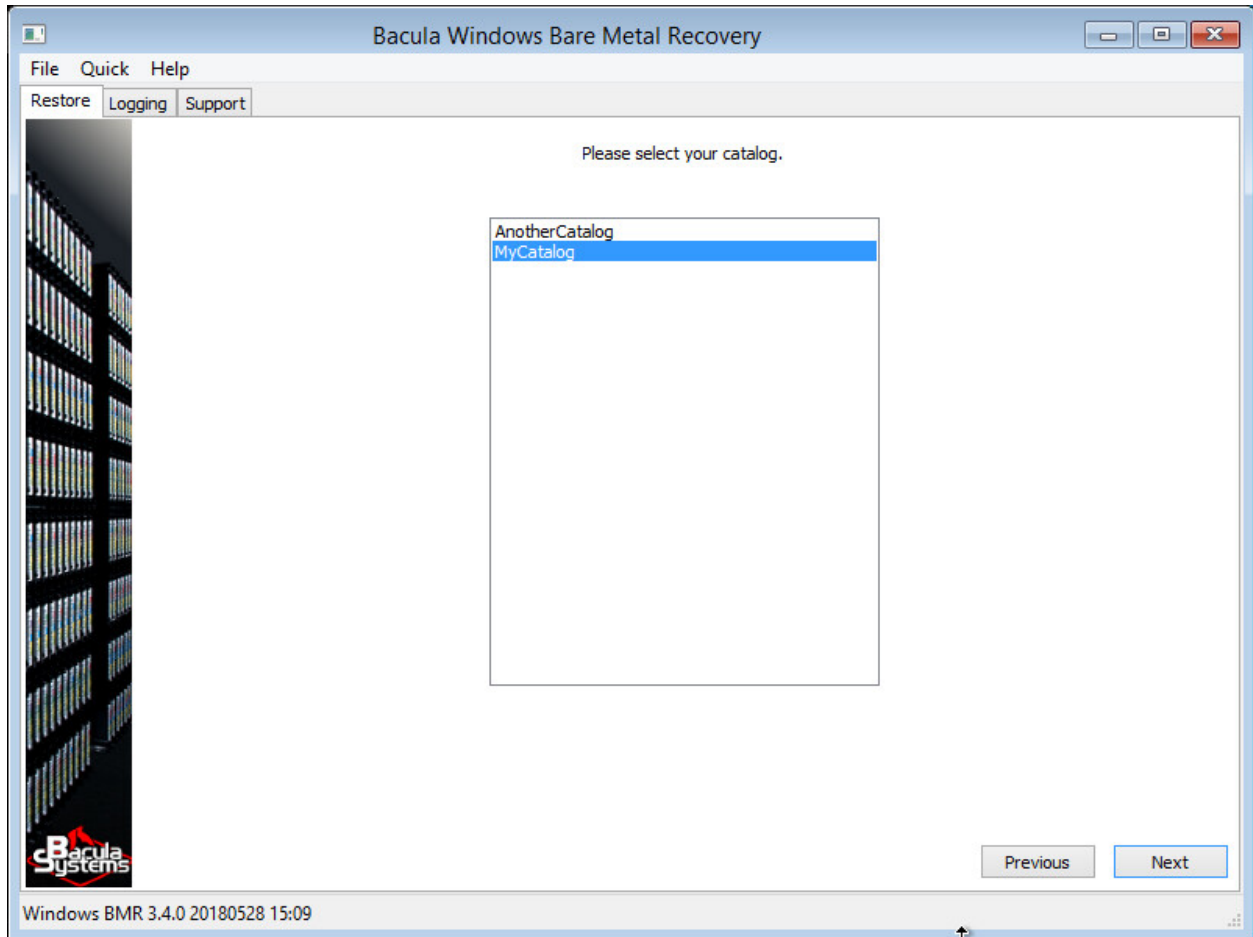 Bacula Windows Bare Metal Recovery
File Quick Help
Restore Logging Support
Please select your catalog.
AnotherCatalog
MyCatalog
Bacula
Systems
Previous Next
Windows BMR 3.4.0 20180528 15:09